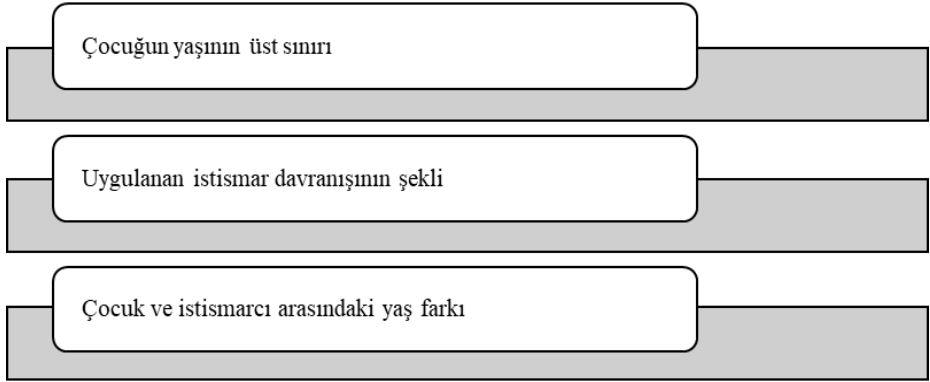 Çocuğun yaşının üst sınırı
Uygulanan istismar davranışının şekli
Çocuk ve istismarcı arasındaki yaş farkı